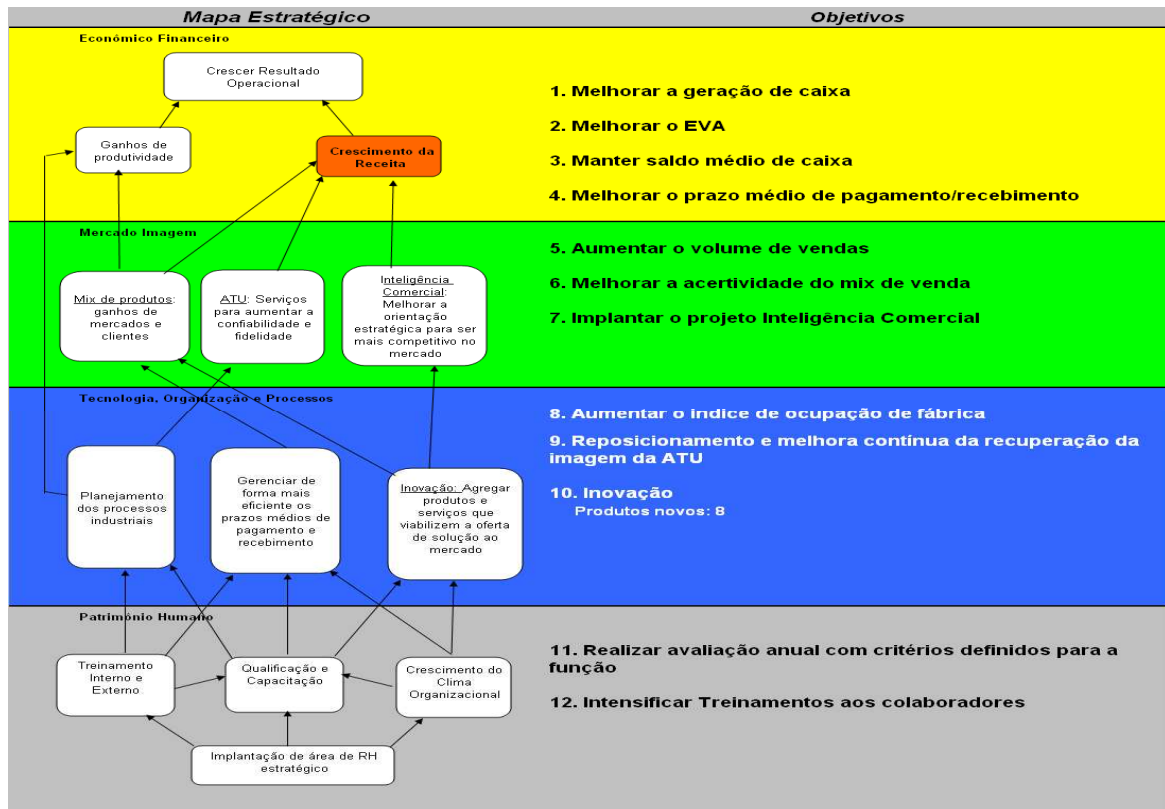 Mapa Estratégico
Objetivos
Económico Financeiro
Crescer Resultado
Operacional
Ganhos de
produtividade
Crescimento da
Receita
1. Melhorar a geração de caixa
2. Melhorar o EVA
3. Manter saldo médio de caixa
4. Melhorar o prazo médio de pagamento/recebimento
Mercado Imagem
Mix de produtos:
ganhos de
mercados e
clientes
ATU: Serviços
para aumentar a
confiabilidade e
fidelidade
Inteligência
Comercial:
Melhorar a
orientação
estratégica para ser
mais competitivo no
mercado
5. Aumentar o volume de vendas
6. Melhorar a acertividade do mix de venda
7. Implantar o projeto Inteligência Comercial
Tecnologia, Organização e Processos
Planejamento
dos processos
industriais
Gerenciar de
forma mais
eficiente os
prazos médios de
pagamento e
recebimento
Inovação: Agregar
produtos e
serviços que
viabilizem a oferta
de solução ao
mercado
8. Aumentar o indice de ocupação de fábrica
9. Reposicionamento e melhora contínua da recuperação da
imagem da ATU
10. Inovação
Produtos novos: 8
Património Humano
Treinamento
Interno e
Externo
Qualificação e
Capacitação
Crescimento do
Clima
Organizacional
Implantação de área de RH
estratégico
11. Realizar avaliação anual com critérios definidos para a
função
12. Intensificar Treinamentos aos colaboradores